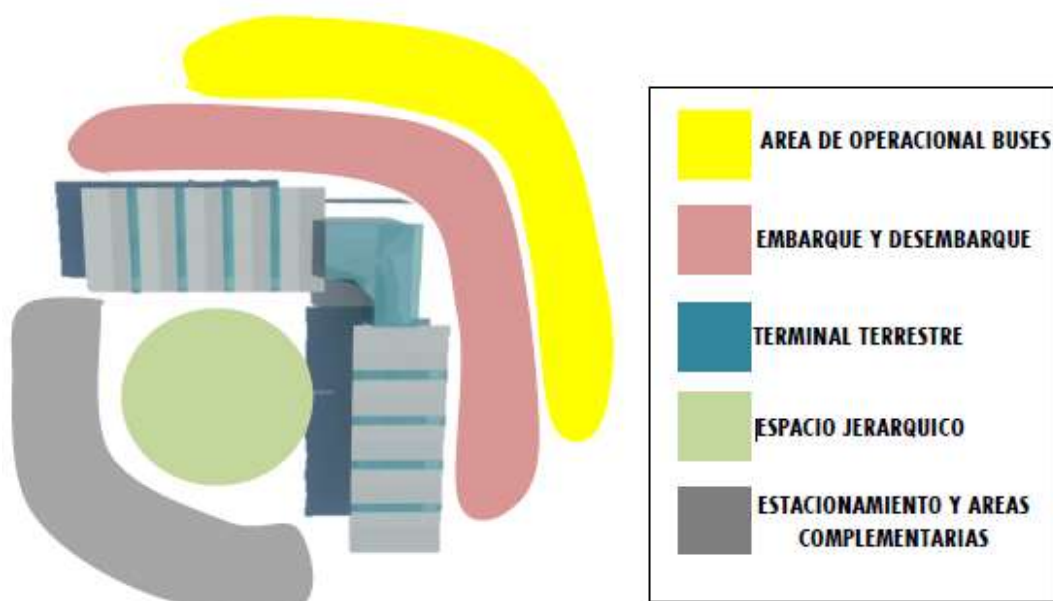 AREA DE OPERACIONAL BUSES
EMBARQUE Y DESEMBARQUE
TERMINAL TERRESTRE
ESPACIO JERARQUICO
ESTACIONAMIENTO Y AREAS
COMPLEMENTARIAS